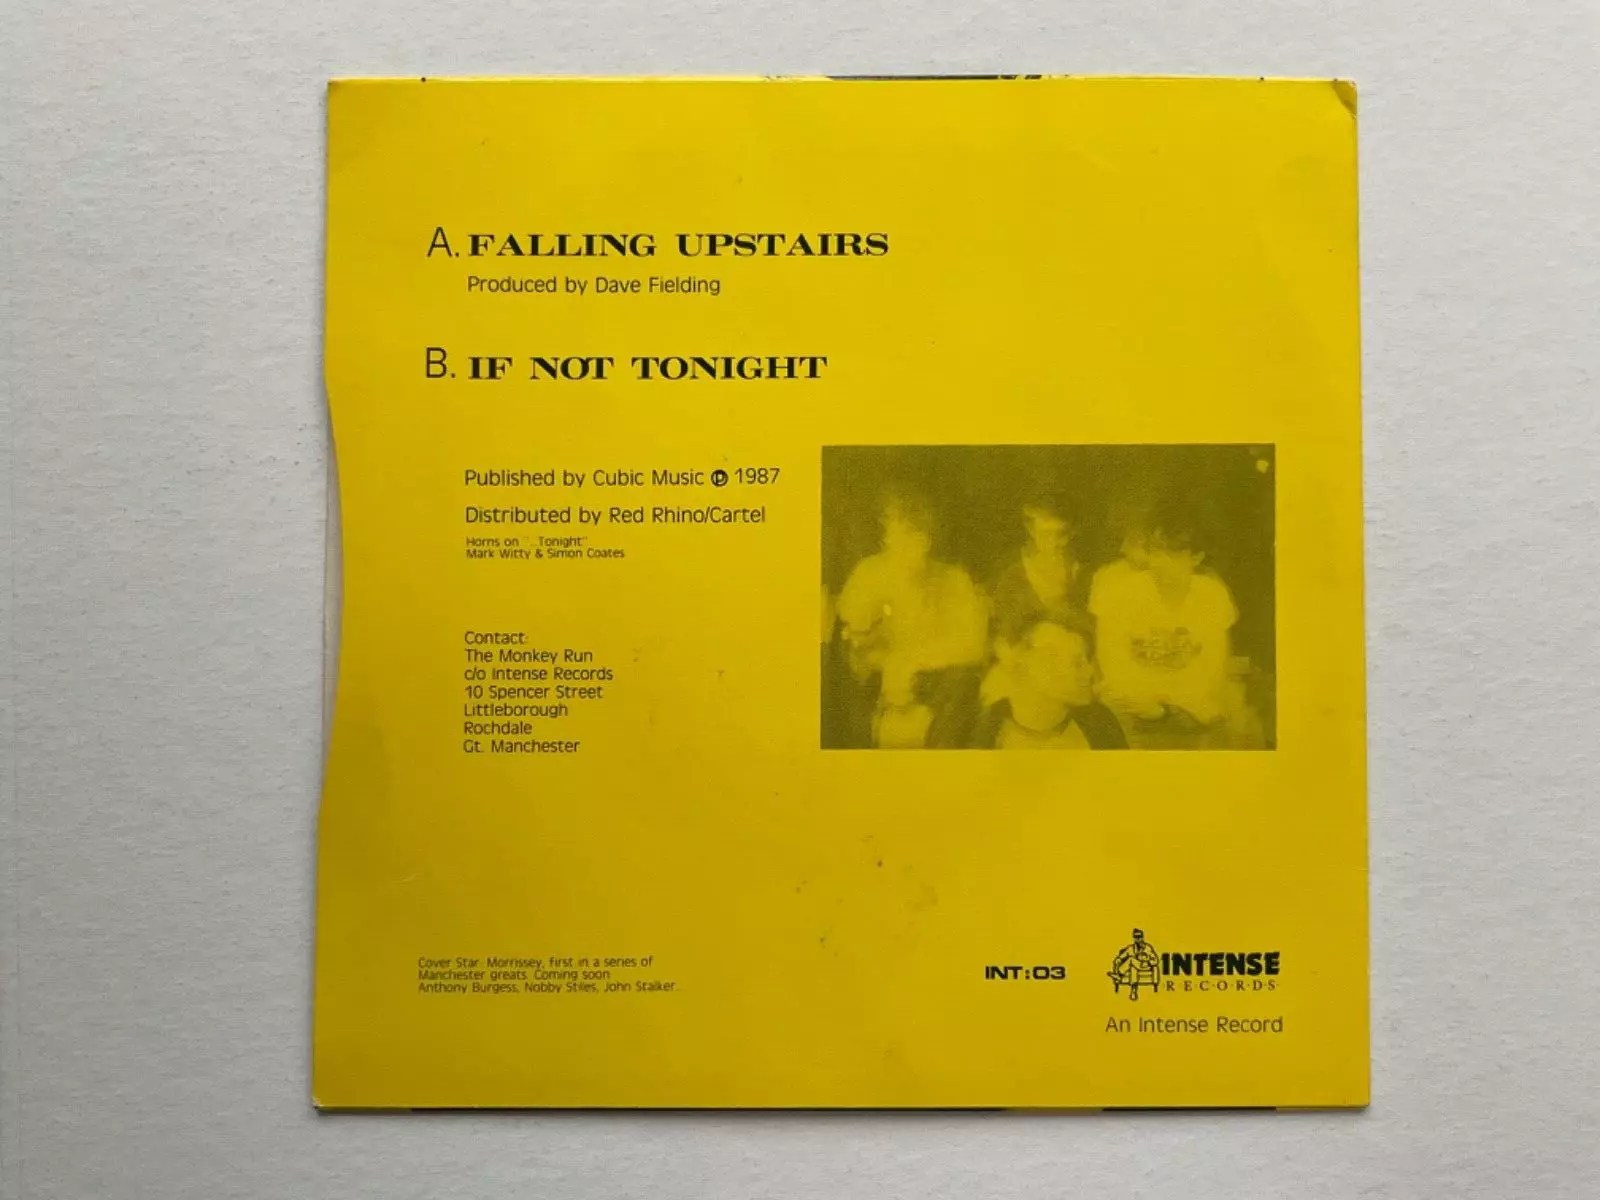 A. FALLING UPSTAIRS
Produced by Dave Fielding
B. IF NOT TONIGHT
Published by Cubic Music ℗ 1987
Distributed by Red Rhino/Cartel
Horns on "...Tonight"
Mark Witty & Simon Coates
Contact:
The Monkey Run
c/o Intense Records
10 Spencer Street
Littleborough
Rochdale
Gt. Manchester
Cover Star: Morrissey, first in a series of
Manchester greats. Coming soon
Anthony Burgess, Nobby Stiles, John Stalker...
INT:03
INTENSE
R·E·C·O·R·D·S
An Intense Record